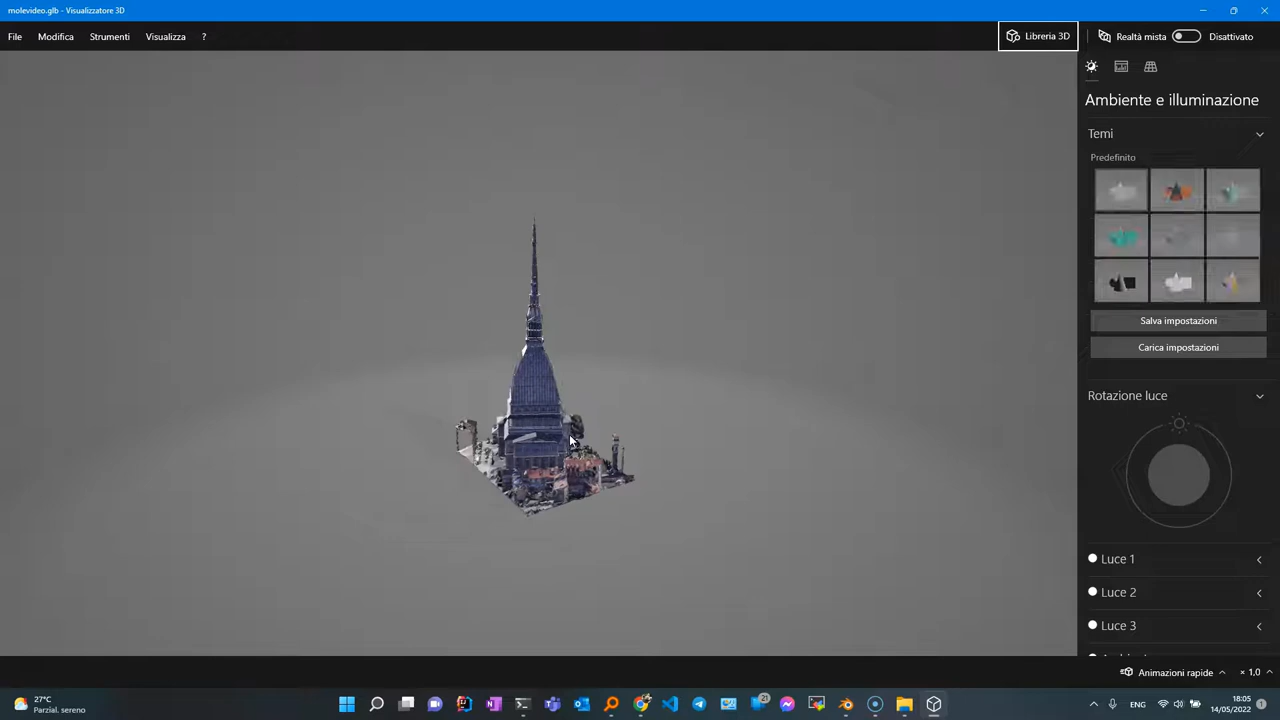 molevideo.glb - Visualizzatore 3D
File Modifica Strumenti Visualizza ? Libreria 3D Realtà mista Disattivato
Ambiente e illuminazione
Temi
Predefinito
Salva impostazioni
Carica impostazioni
Rotazione luce
Luce 1
Luce 2
Luce 3
Animazioni rapide × 1.0
27°C
Parzial. sereno
21
ENG
18:05
14/05/2022